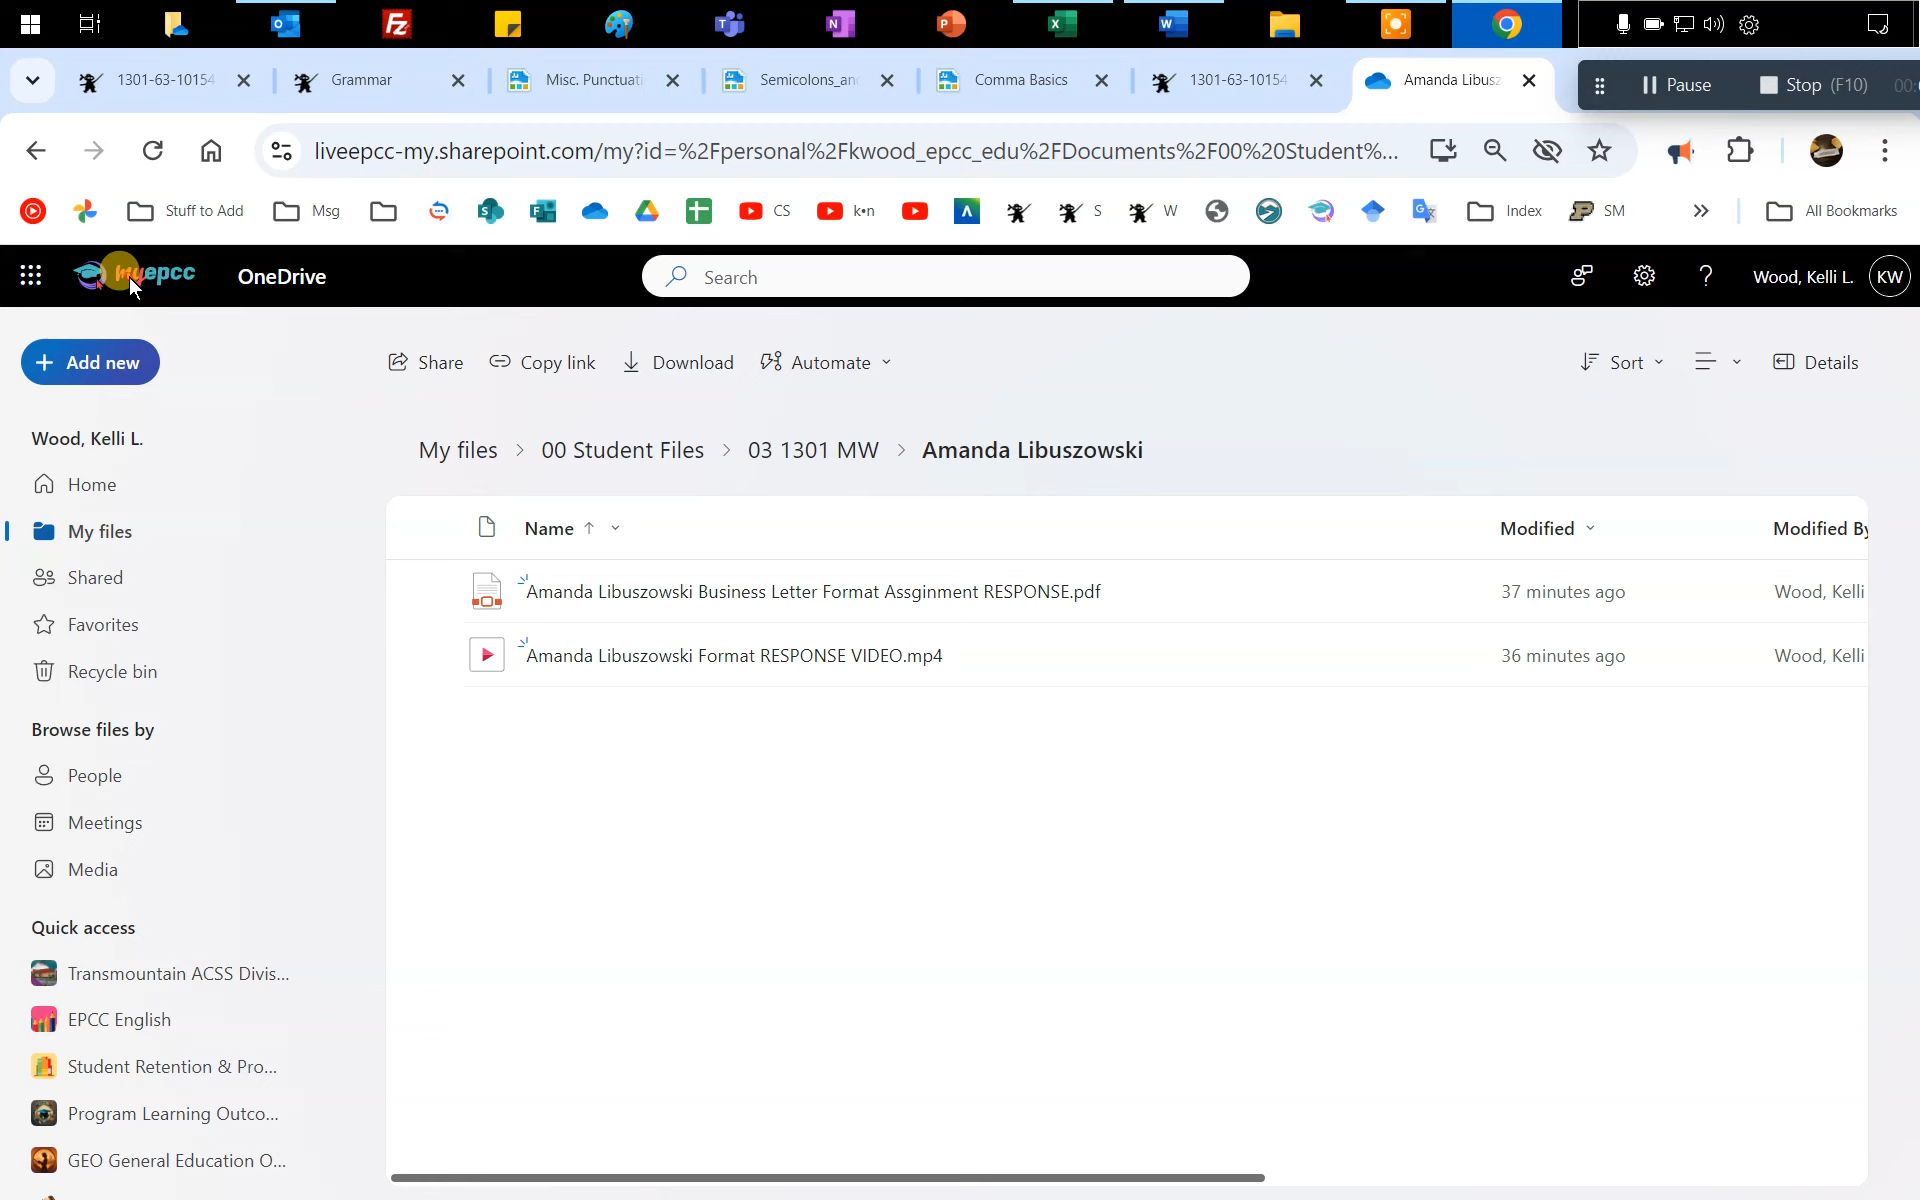 1301-63-10154
Grammar
Misc. Punctuati
Semicolons_an
Comma Basics
1301-63-10154
Amanda Libusz
Pause
Stop (F10)
00:
liveepcc-my.sharepoint.com/my?id=%2Fpersonal%2Fkwood_epcc_edu%2FDocuments%2F00%20Student%...
Stuff to Add
Msg
CS
k•n
S
W
Index
SM
All Bookmarks
myepcc
OneDrive
Search
Wood, Kelli L.
KW
Add new
Share
Copy link
Download
Automate
Sort
Details
Wood, Kelli L.
Home
My files
Shared
Favorites
Recycle bin
Browse files by
People
Meetings
Media
Quick access
Transmountain ACSS Divis...
EPCC English
Student Retention & Pro...
Program Learning Outco...
GEO General Education O...
My files > 00 Student Files > 03 1301 MW > Amanda Libuszowski
Name
Modified
Modified By
Amanda Libuszowski Business Letter Format Assginment RESPONSE.pdf
37 minutes ago
Wood, Kelli
Amanda Libuszowski Format RESPONSE VIDEO.mp4
36 minutes ago
Wood, Kelli